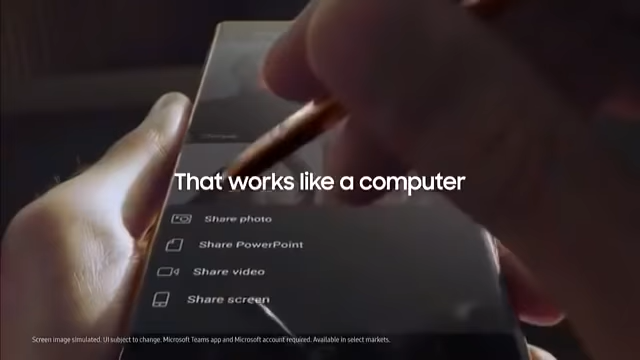 That works like a computer
Share photo
Share PowerPoint
Share video
Share screen
Screen image simulated. UI subject to change. Microsoft Teams app and Microsoft account required. Available in select markets.